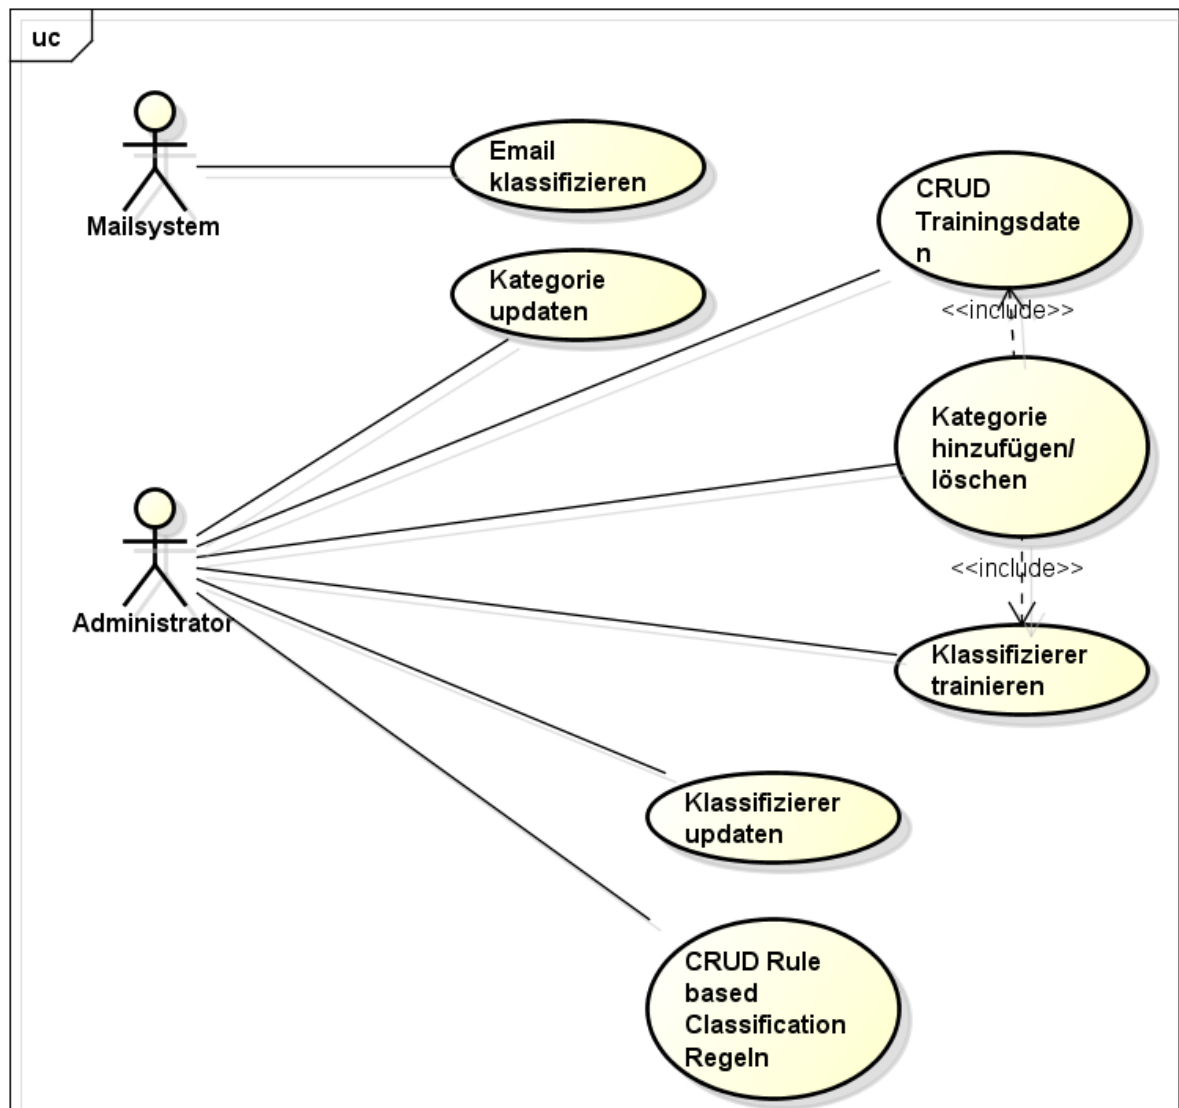 uc
Email
klassifizieren
Mailsystem
CRUD
Trainingsdate
n
Kategorie
updaten
<<include>>
Kategorie
hinzufügen/
löschen
Administrator
<<include>>
Klassifizierer
trainieren
Klassifizierer
updaten
CRUD Rule
based
Classification
Regeln